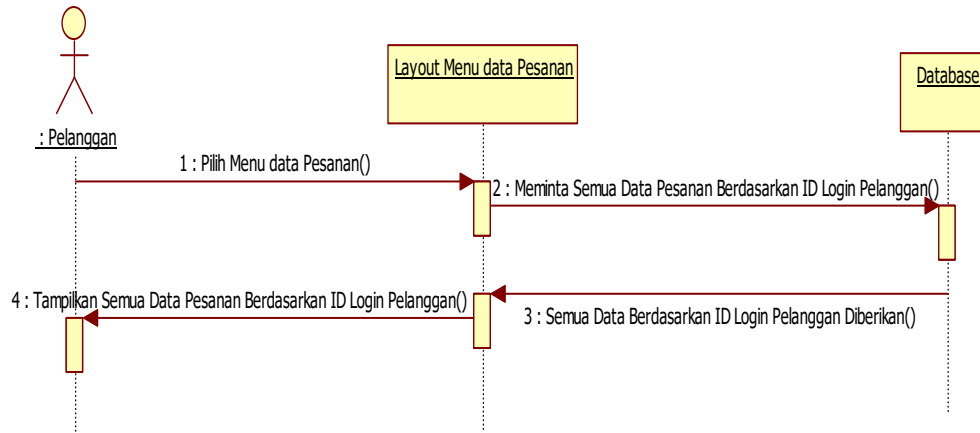 Layout Menu data Pesanan
Database
: Pelanggan
1 : Pilih Menu data Pesanan()
2 : Meminta Semua Data Pesanan Berdasarkan ID Login Pelanggan()
4 : Tampilkan Semua Data Pesanan Berdasarkan ID Login Pelanggan()
3 : Semua Data Berdasarkan ID Login Pelanggan Diberikan()